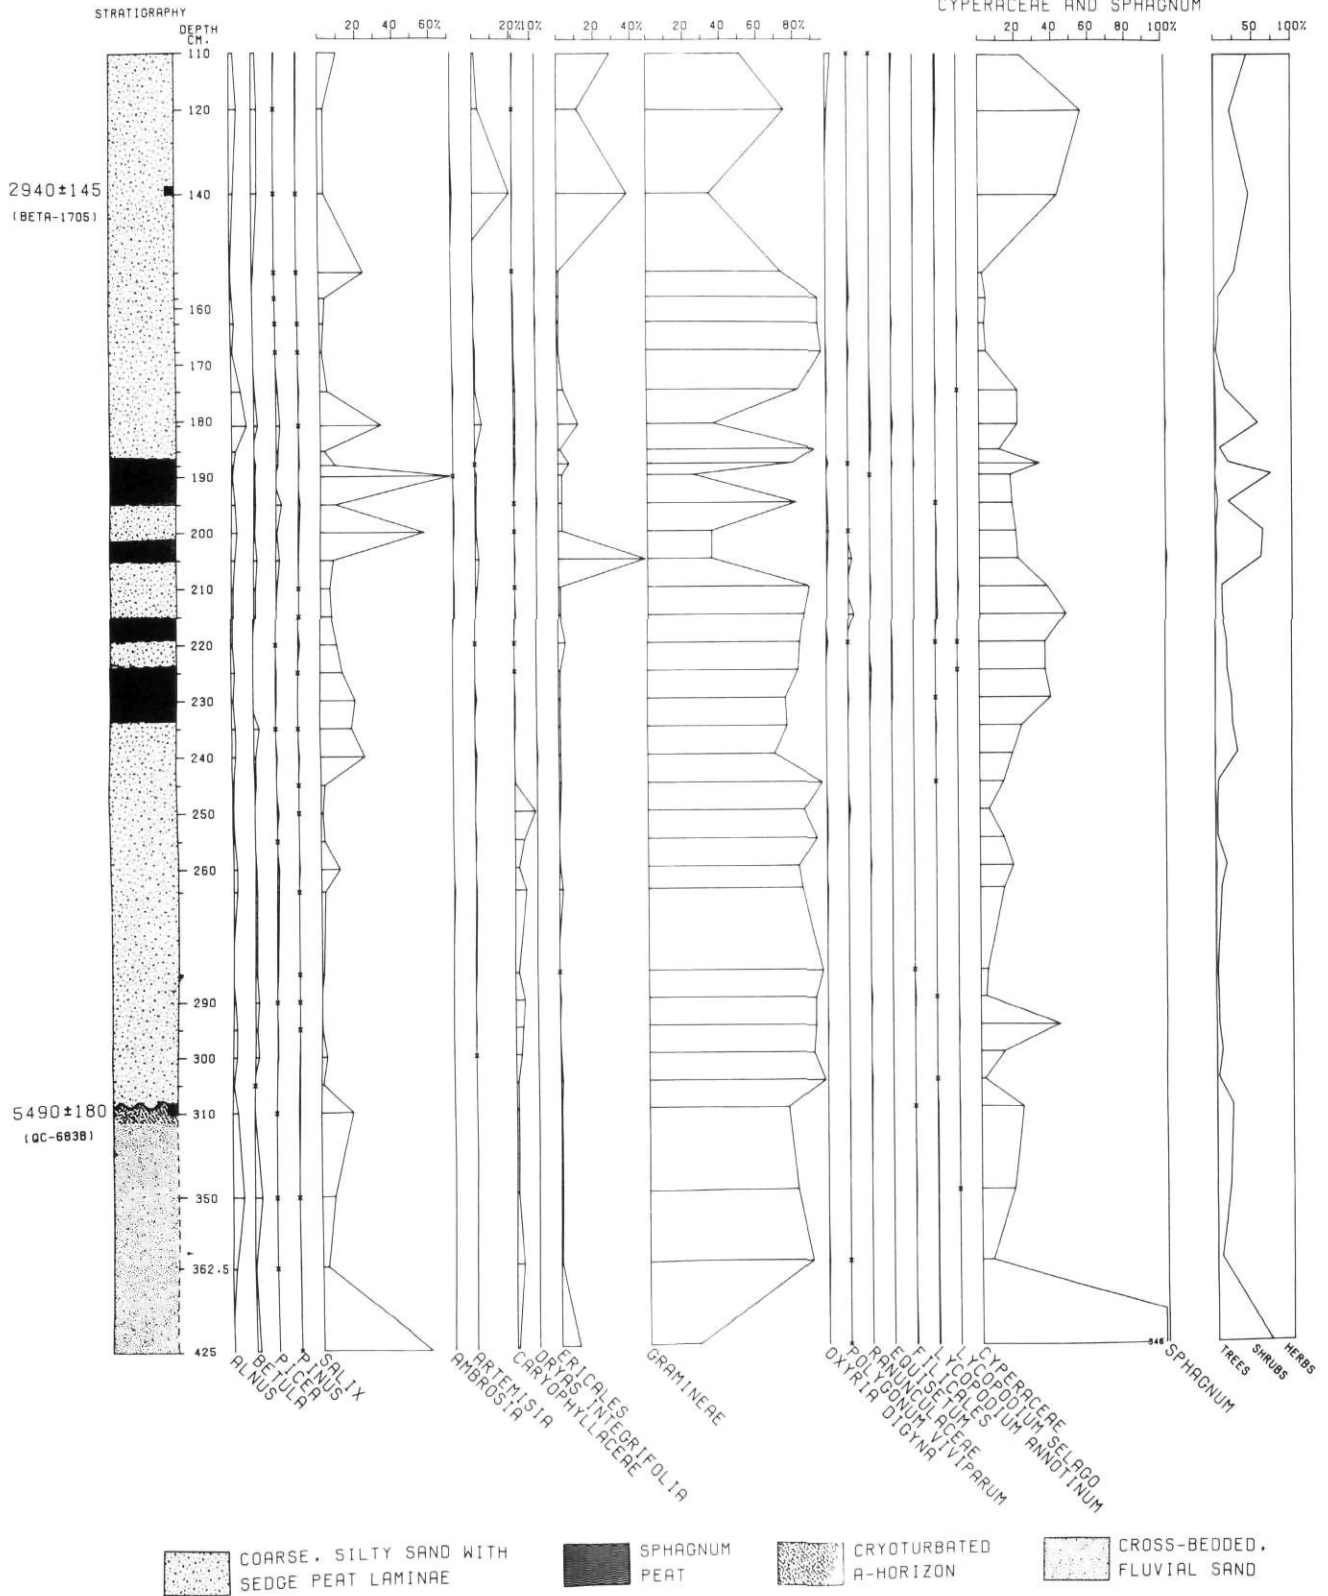 CYPERACEAE AND SPHAGNUM
STRATIGRAPHY
DEPTH
CM.
20 40 60%
20%
10%
20 40%
20 40 60 80%
20 40 60 80 100%
50 100%
110
120
2940±145
140
(BETA-1705)
160
170
180
190
200
210
220
230
240
250
260
290
300
5490±180
310
(QC-683B)
350
362.5
425
ALNUS
BETULA
PICEA
PINUS
SALIX
AMBROSIA
ARTEMISIA
CARYOPHYLLACEAE
DRYAS INTEGRIFOLIA
ERICALES
GRAMINEAE
OXYRIA DIGYNA
POLYGONUM VIVIPARUM
RANUNCULACEAE
EQUISETUM
FILICALES
LYCOPODIUM ANNOTINUM
LYCOPODIUM SELAGO
CYPERACEAE
SPHAGNUM
TREES
SHRUBS
HERBS
COARSE, SILTY SAND WITH
SEDGE PEAT LAMINAE
SPHAGNUM
PEAT
CRYOTURBATED
A-HORIZON
CROSS-BEDDED,
FLUVIAL SAND